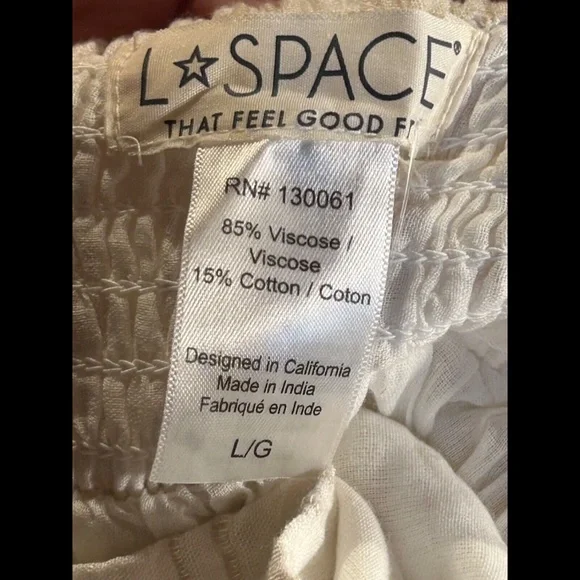 L☆SPACE®
THAT FEEL GOOD
RN# 130061
85% Viscose /
Viscose
15% Cotton / Coton
Designed in California
Made in India
Fabriqué en Inde
L/G